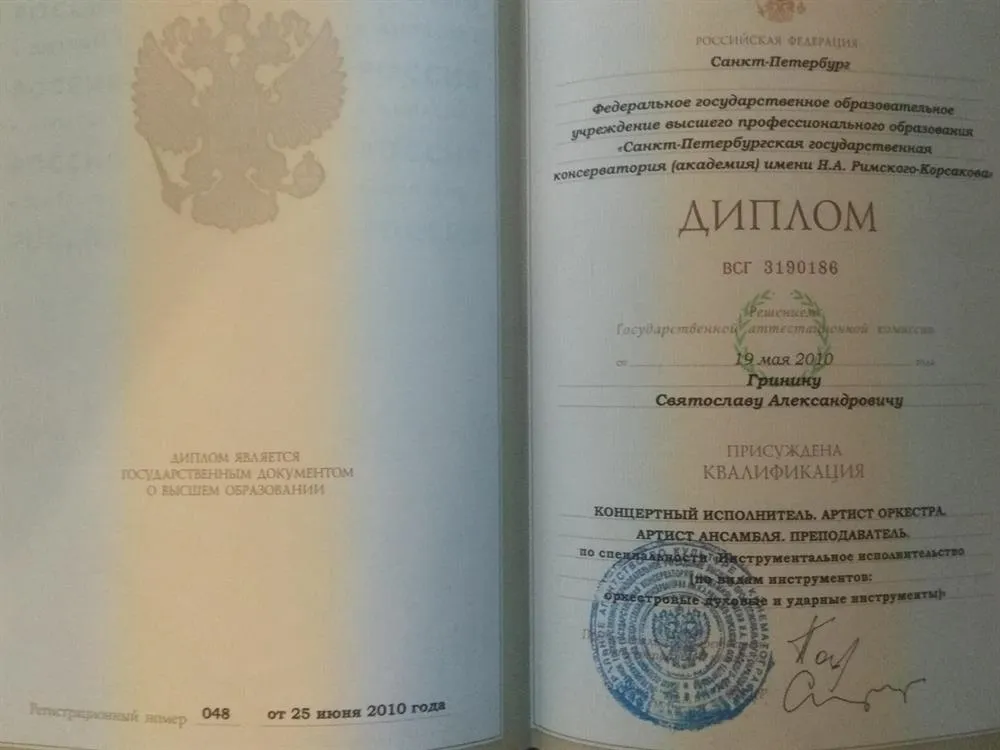 ДИПЛОМ ЯВЛЯЕТСЯ
ГОСУДАРСТВЕННЫМ ДОКУМЕНТОМ
О ВЫСШЕМ ОБРАЗОВАНИИ
Регистрационный номер 048 от 25 июня 2010 года
РОССИЙСКАЯ ФЕДЕРАЦИЯ
Санкт-Петербург
Федеральное государственное образовательное
учреждение высшего профессионального образования
«Санкт-Петербургская государственная
консерватория (академия) имени Н.А. Римского-Корсакова»
ДИПЛОМ
ВСГ 3190186
Решением
Государственной аттестационной комиссии
от 19 мая 2010 года
Гринину
Святославу Александровичу
ПРИСУЖДЕНА
КВАЛИФИКАЦИЯ
КОНЦЕРТНЫЙ ИСПОЛНИТЕЛЬ. АРТИСТ ОРКЕСТРА.
АРТИСТ АНСАМБЛЯ. ПРЕПОДАВАТЕЛЬ.
по специальности «Инструментальное исполнительство
(по видам инструментов:
оркестровые духовые и ударные инструменты)»